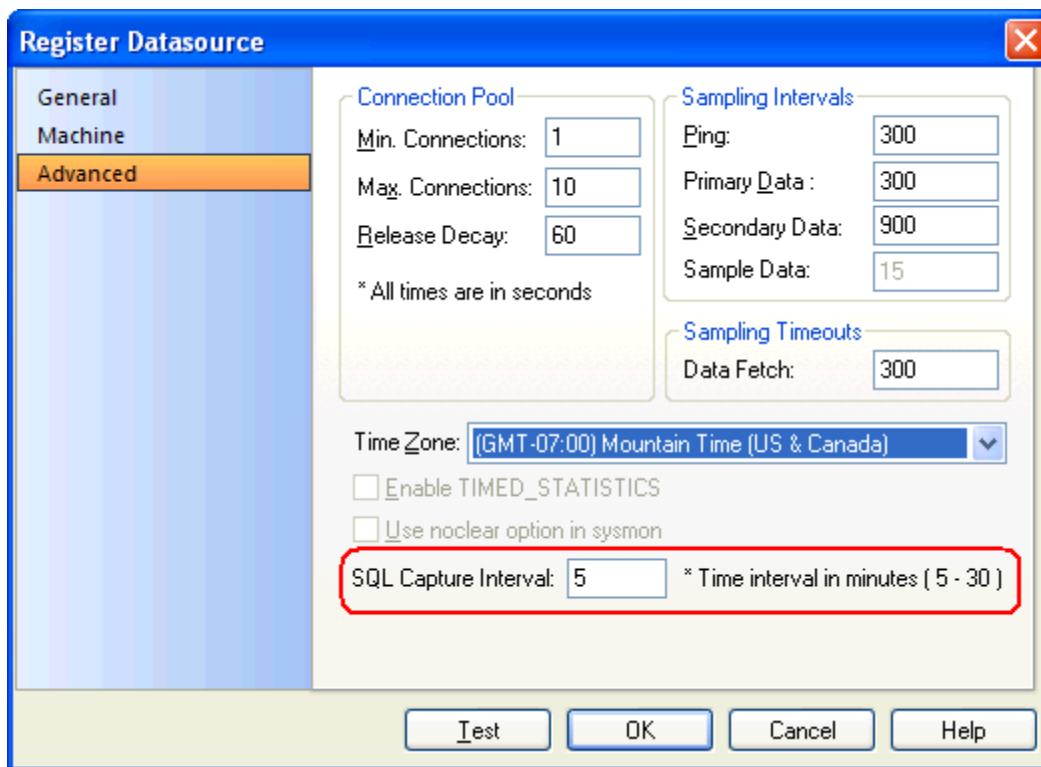 Register Datasource
General
Machine
Advanced
Connection Pool
Min. Connections: 1
Max. Connections: 10
Release Decay: 60
* All times are in seconds
Sampling Intervals
Ping: 300
Primary Data : 300
Secondary Data: 900
Sample Data: 15
Sampling Timeouts
Data Fetch: 300
Time Zone: (GMT-07:00) Mountain Time (US & Canada)
Enable TIMED_STATISTICS
Use noclear option in sysmon
SQL Capture Interval: 5 * Time interval in minutes ( 5 - 30 )
Test OK Cancel Help